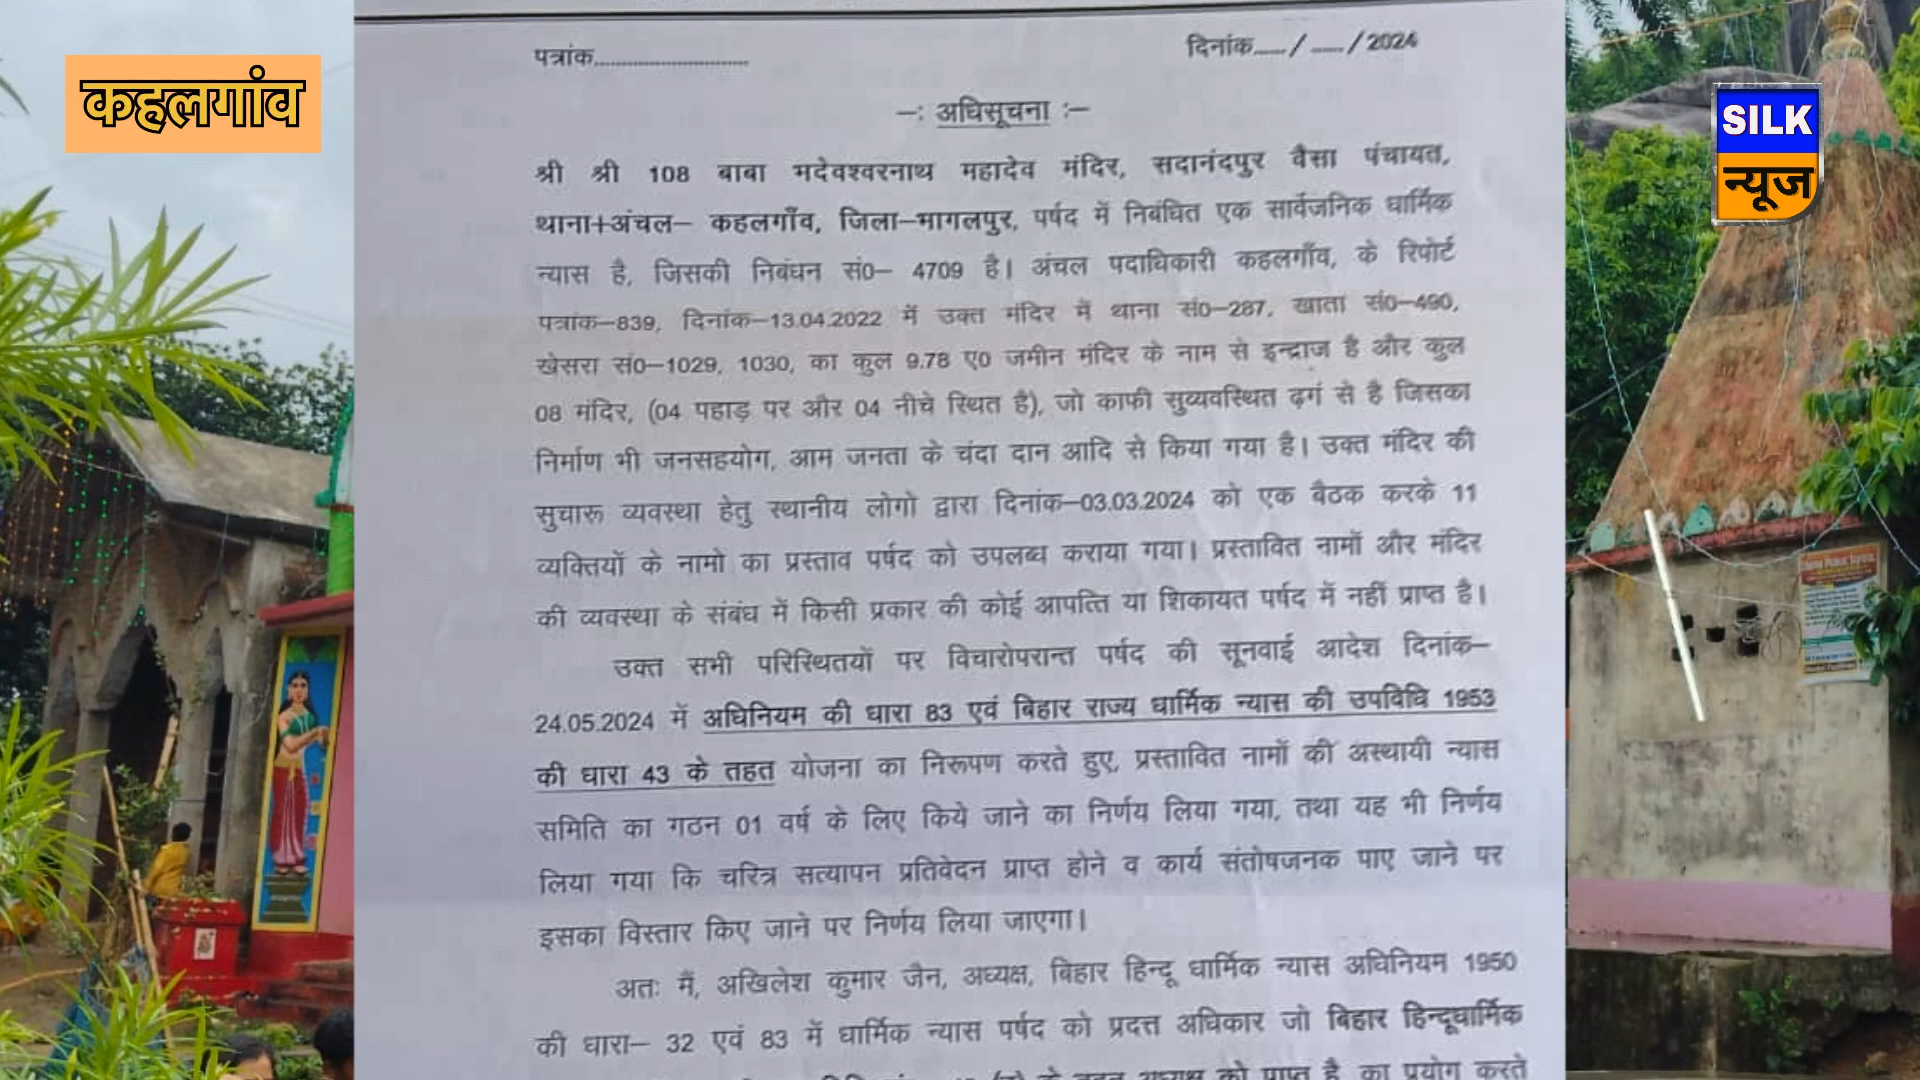 कहलगांव
SILK
न्यूज
पत्रांक............................ दिनांक....../....../2024
–: अधिसूचना :–
श्री श्री 108 बाबा भदेवश्वरनाथ महादेव मंदिर, सदानंदपुर वैसा पंचायत,
थाना+अंचल– कहलगाँव, जिला–भागलपुर, पर्षद में निबंधित एक सार्वजनिक धार्मिक
न्यास है, जिसकी निबंधन सं0– 4709 है। अंचल पदाधिकारी कहलगाँव, के रिपोर्ट
पत्रांक–839, दिनांक–13.04.2022 में उक्त मंदिर में थाना सं0–287, खाता सं0–490,
खेसरा सं0–1029, 1030, का कुल 9.78 ए0 जमीन मंदिर के नाम से इन्द्राज है और कुल
08 मंदिर, (04 पहाड़ पर और 04 नीचे स्थित है), जो काफी सुव्यवस्थित ढ़गं से है जिसका
निर्माण भी जनसहयोग, आम जनता के चंदा दान आदि से किया गया है। उक्त मंदिर की
सुचारू व्यवस्था हेतु स्थानीय लोगो द्वारा दिनांक–03.03.2024 को एक बैठक करके 11
व्यक्तियों के नामो का प्रस्ताव पर्षद को उपलब्ध कराया गया। प्रस्तावित नामों और मंदिर
की व्यवस्था के संबंध में किसी प्रकार की कोई आपत्ति या शिकायत पर्षद में नहीं प्राप्त है।
उक्त सभी परिस्थितयों पर विचारोपरान्त पर्षद की सूनवाई आदेश दिनांक–
24.05.2024 में अधिनियम की धारा 83 एवं बिहार राज्य धार्मिक न्यास की उपविधि 1953
की धारा 43 के तहत योजना का निरूपण करते हुए, प्रस्तावित नामों की अस्थायी न्यास
समिति का गठन 01 वर्ष के लिए किये जाने का निर्णय लिया गया, तथा यह भी निर्णय
लिया गया कि चरित्र सत्यापन प्रतिवेदन प्राप्त होने व कार्य संतोषजनक पाए जाने पर
इसका विस्तार किए जाने पर निर्णय लिया जाएगा।
अतः मैं, अखिलेश कुमार जैन, अध्यक्ष, बिहार हिन्दू धार्मिक न्यास अधिनियम 1950
की धारा– 32 एवं 83 में धार्मिक न्यास पर्षद को प्रदत्त अधिकार जो बिहार हिन्दूधार्मिक
को प्राप्त है, का प्रयोग करते